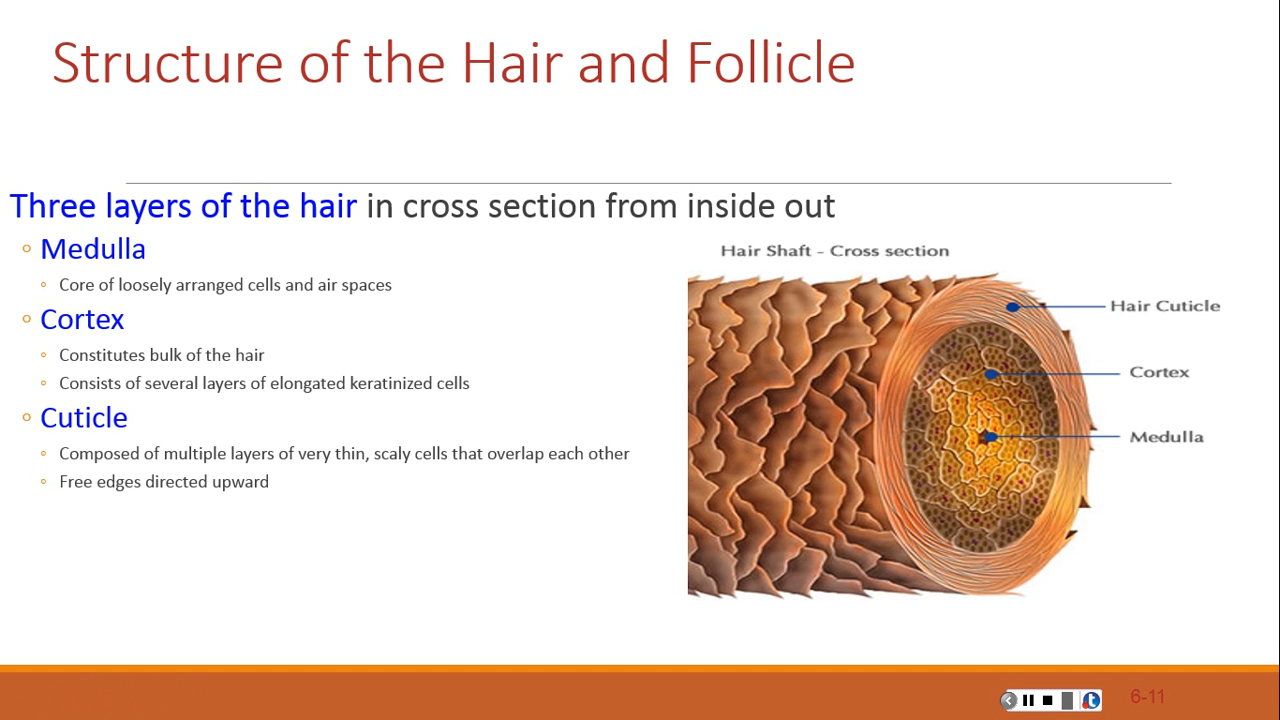 Structure of the Hair and Follicle
Three layers of the hair in cross section from inside out
◦ Medulla
◦ Core of loosely arranged cells and air spaces
◦ Cortex
◦ Constitutes bulk of the hair
◦ Consists of several layers of elongated keratinized cells
◦ Cuticle
◦ Composed of multiple layers of very thin, scaly cells that overlap each other
◦ Free edges directed upward
Hair Shaft - Cross section
Hair Cuticle
Cortex
Medulla
t
6-11